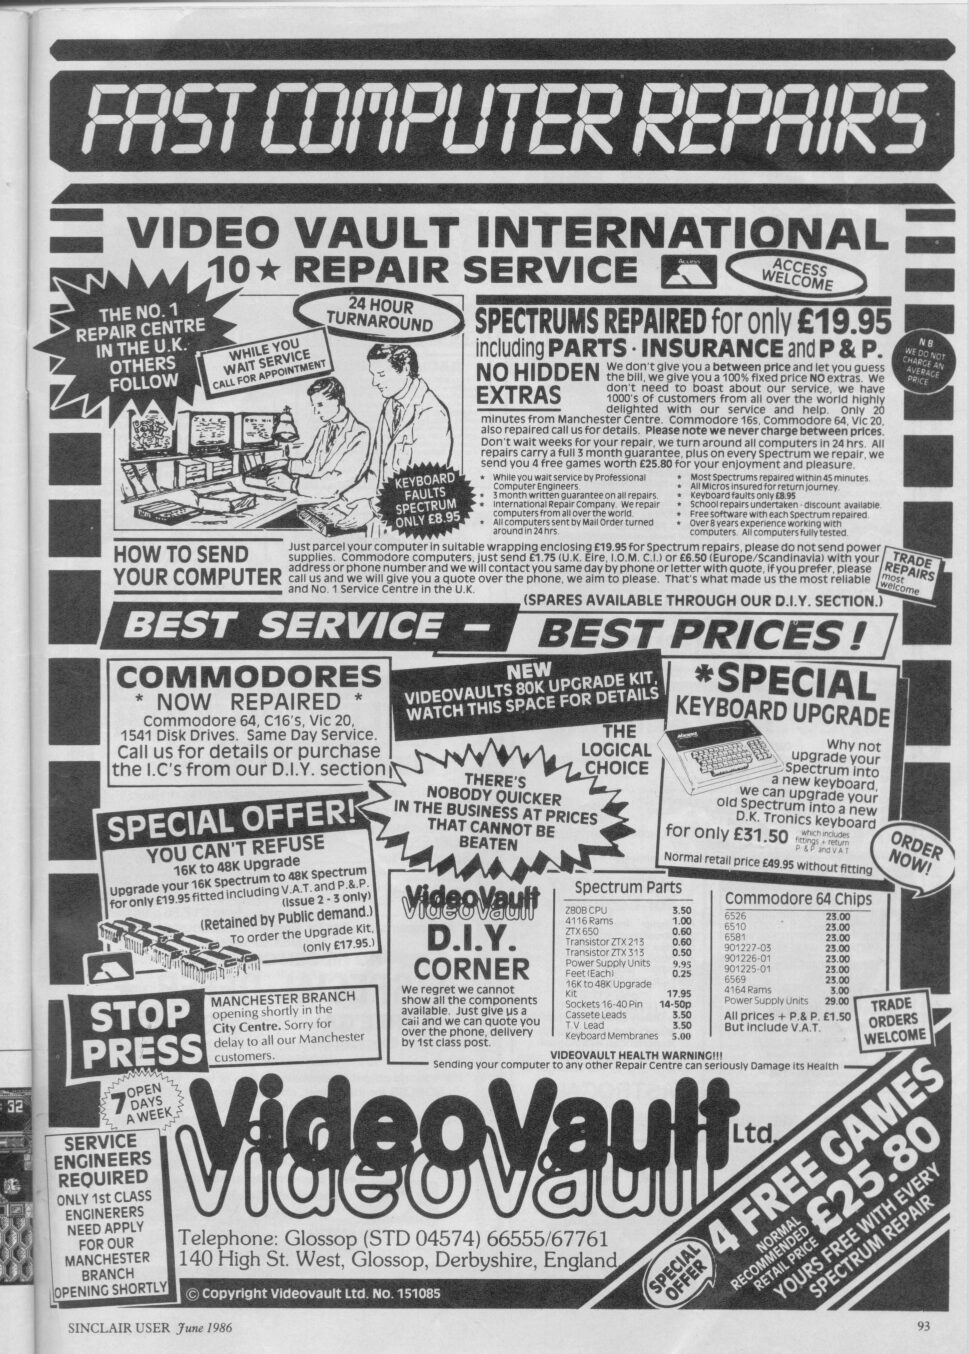 FAST COMPUTER REPAIRS
VIDEO VAULT INTERNATIONAL
10★ REPAIR SERVICE
Access
ACCESS
WELCOME
THE NO. 1
REPAIR CENTRE
IN THE U.K.
OTHERS
FOLLOW
24 HOUR
TURNAROUND
WHILE YOU
WAIT SERVICE
CALL FOR APPOINTMENT
KEYBOARD
FAULTS
SPECTRUM
ONLY £8.95
SPECTRUMS REPAIRED for only £19.95
including PARTS · INSURANCE and P & P.
N B
WE DO NOT
CHARGE AN
AVERAGE
PRICE
NO HIDDEN
EXTRAS
We don't give you a between price and let you guess
the bill, we give you a 100% fixed price NO extras. We
don't need to boast about our service, we have
1000's of customers from all over the world highly
delighted with our service and help. Only 20
minutes from Manchester Centre. Commodore 16s, Commodore 64, Vic 20,
also repaired call us for details. Please note we never charge between prices.
Don't wait weeks for your repair, we turn around all computers in 24 hrs. All
repairs carry a full 3 month guarantee, plus on every Spectrum we repair, we
send you 4 free games worth £25.80 for your enjoyment and pleasure.
* While you wait service by Professional
Computer Engineers.
* 3 month written guarantee on all repairs.
* International Repair Company. We repair
computers from all over the world.
* All computers sent by Mail Order turned
around in 24 hrs.
* Most Spectrums repaired within 45 minutes.
* All Micros insured for return journey.
* Keyboard faults only £8.95
* School repairs undertaken - discount available.
* Free software with each Spectrum repaired.
* Over 8 years experience working with
computers. All computers fully tested.
HOW TO SEND
YOUR COMPUTER
Just parcel your computer in suitable wrapping enclosing £19.95 for Spectrum repairs, please do not send power
supplies. Commodore computers, just send £1.75 (U.K. Eire, I.O.M. C.I.) or £6.50 (Europe/Scandinavia) with your
address or phone number and we will contact you same day by phone or letter with quote, if you prefer, please
call us and we will give you a quote over the phone, we aim to please. That's what made us the most reliable
and No. 1 Service Centre in the U.K.
(SPARES AVAILABLE THROUGH OUR D.I.Y. SECTION.)
TRADE
REPAIRS
most
welcome
BEST SERVICE – BEST PRICES!
COMMODORES
* NOW REPAIRED *
Commodore 64, C16's, Vic 20,
1541 Disk Drives. Same Day Service.
Call us for details or purchase
the I.C's from our D.I.Y. section
NEW
VIDEOVAULTS 80K UPGRADE KIT,
WATCH THIS SPACE FOR DETAILS
THE
LOGICAL
CHOICE
THERE'S
NOBODY QUICKER
IN THE BUSINESS AT PRICES
THAT CANNOT BE
BEATEN
*SPECIAL
KEYBOARD UPGRADE
Why not
upgrade your
Spectrum into
a new keyboard,
we can upgrade your
old Spectrum into a new
D.K. Tronics keyboard
for only £31.50
which includes
fittings + return
P & P and V.A.T
Normal retail price £49.95 without fitting
ORDER
NOW!
SPECIAL OFFER!
YOU CAN'T REFUSE
16K to 48K Upgrade
Upgrade your 16K Spectrum to 48K Spectrum
for only £19.95 fitted including V.A.T. and P.& P.
(issue 2 - 3 only)
(Retained by Public demand.)
To order the Upgrade Kit,
(only £17.95.)
VideoVault
VideoVault
D.I.Y.
CORNER
We regret we cannot
show all the components
available. Just give us a
call and we can quote you
over the phone, delivery
by 1st class post.
Spectrum Parts
Z80B CPU 3.50
4116 Rams 1.00
ZTX 650 0.60
Transistor ZTX 213 0.60
Transistor ZTX 313 0.50
Power Supply Units 9.95
Feet (Each) 0.25
16K to 48K Upgrade
Kit 17.95
Sockets 16-40 Pin 14-50p
Cassete Leads 3.50
T.V. Lead 3.50
Keyboard Membranes 5.00
Commodore 64 Chips
6526 23.00
6510 23.00
6581 23.00
901227-03 23.00
901226-01 23.00
901225-01 23.00
6569 23.00
4164 Rams 3.00
Power Supply Units 29.00
All prices + P.& P. £1.50
But include V.A.T.
TRADE
ORDERS
WELCOME
STOP
PRESS
MANCHESTER BRANCH
opening shortly in the
City Centre. Sorry for
delay to all our Manchester
customers.
VIDEOVAULT HEALTH WARNING!!!
Sending your computer to any other Repair Centre can seriously Damage its Health
7 OPEN
DAYS
A WEEK
SERVICE
ENGINEERS
REQUIRED
ONLY 1st CLASS
ENGINERERS
NEED APPLY
FOR OUR
MANCHESTER
BRANCH
OPENING SHORTLY
VideoVault Ltd.
VideoVault
Telephone: Glossop (STD 04574) 66555/67761
140 High St. West, Glossop, Derbyshire, England.
© Copyright Videovault Ltd. No. 151085
SPECIAL
OFFER
4 FREE GAMES
NORMAL
RECOMMENDED
RETAIL PRICE
£25.80
YOURS FREE WITH EVERY
SPECTRUM REPAIR
32
SINCLAIR USER June 1986
93